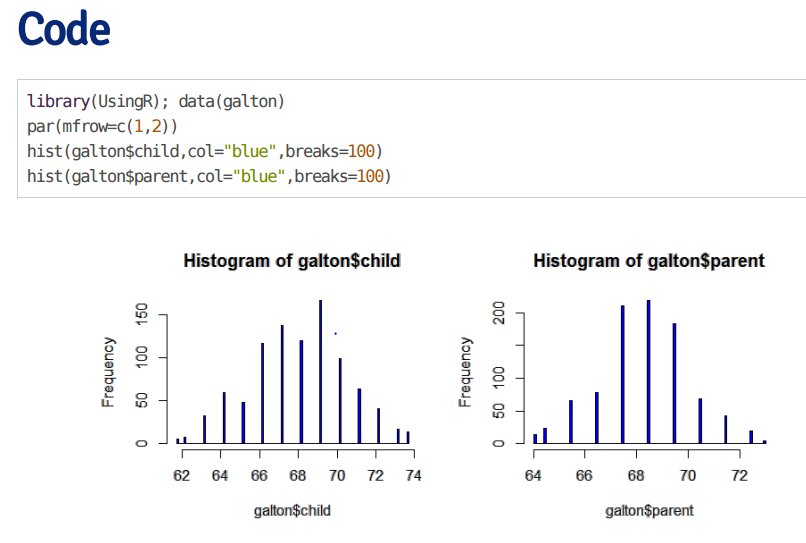 Code
library(UsingR); data(galton)
par(mfrow=c(1,2))
hist(galton$child,col="blue",breaks=100)
hist(galton$parent,col="blue",breaks=100)
Histogram of galton$child
Frequency
0 50 100 150
62 64 66 68 70 72 74
galton$child
Histogram of galton$parent
Frequency
0 50 100 200
64 66 68 70 72
galton$parent